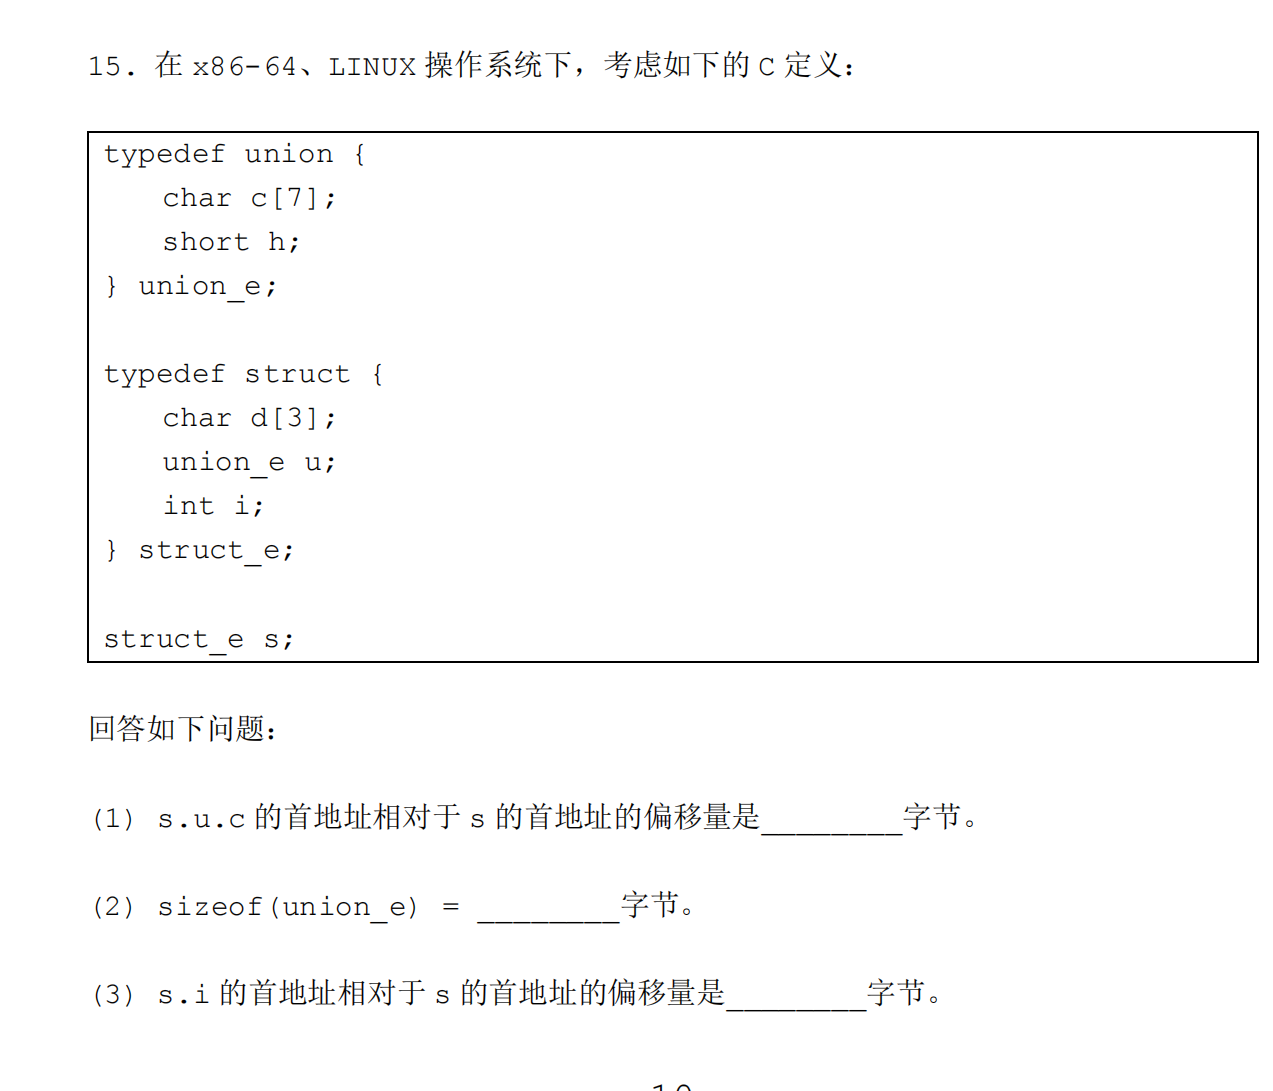 15. 在 x86-64、LINUX 操作系统下，考虑如下的 C 定义：
typedef union {
char c[7];
short h;
} union_e;
typedef struct {
char d[3];
union_e u;
int i;
} struct_e;
struct_e s;
回答如下问题：
(1) s.u.c 的首地址相对于 s 的首地址的偏移量是________字节。
(2) sizeof(union_e) = ________字节。
(3) s.i 的首地址相对于 s 的首地址的偏移量是________字节。